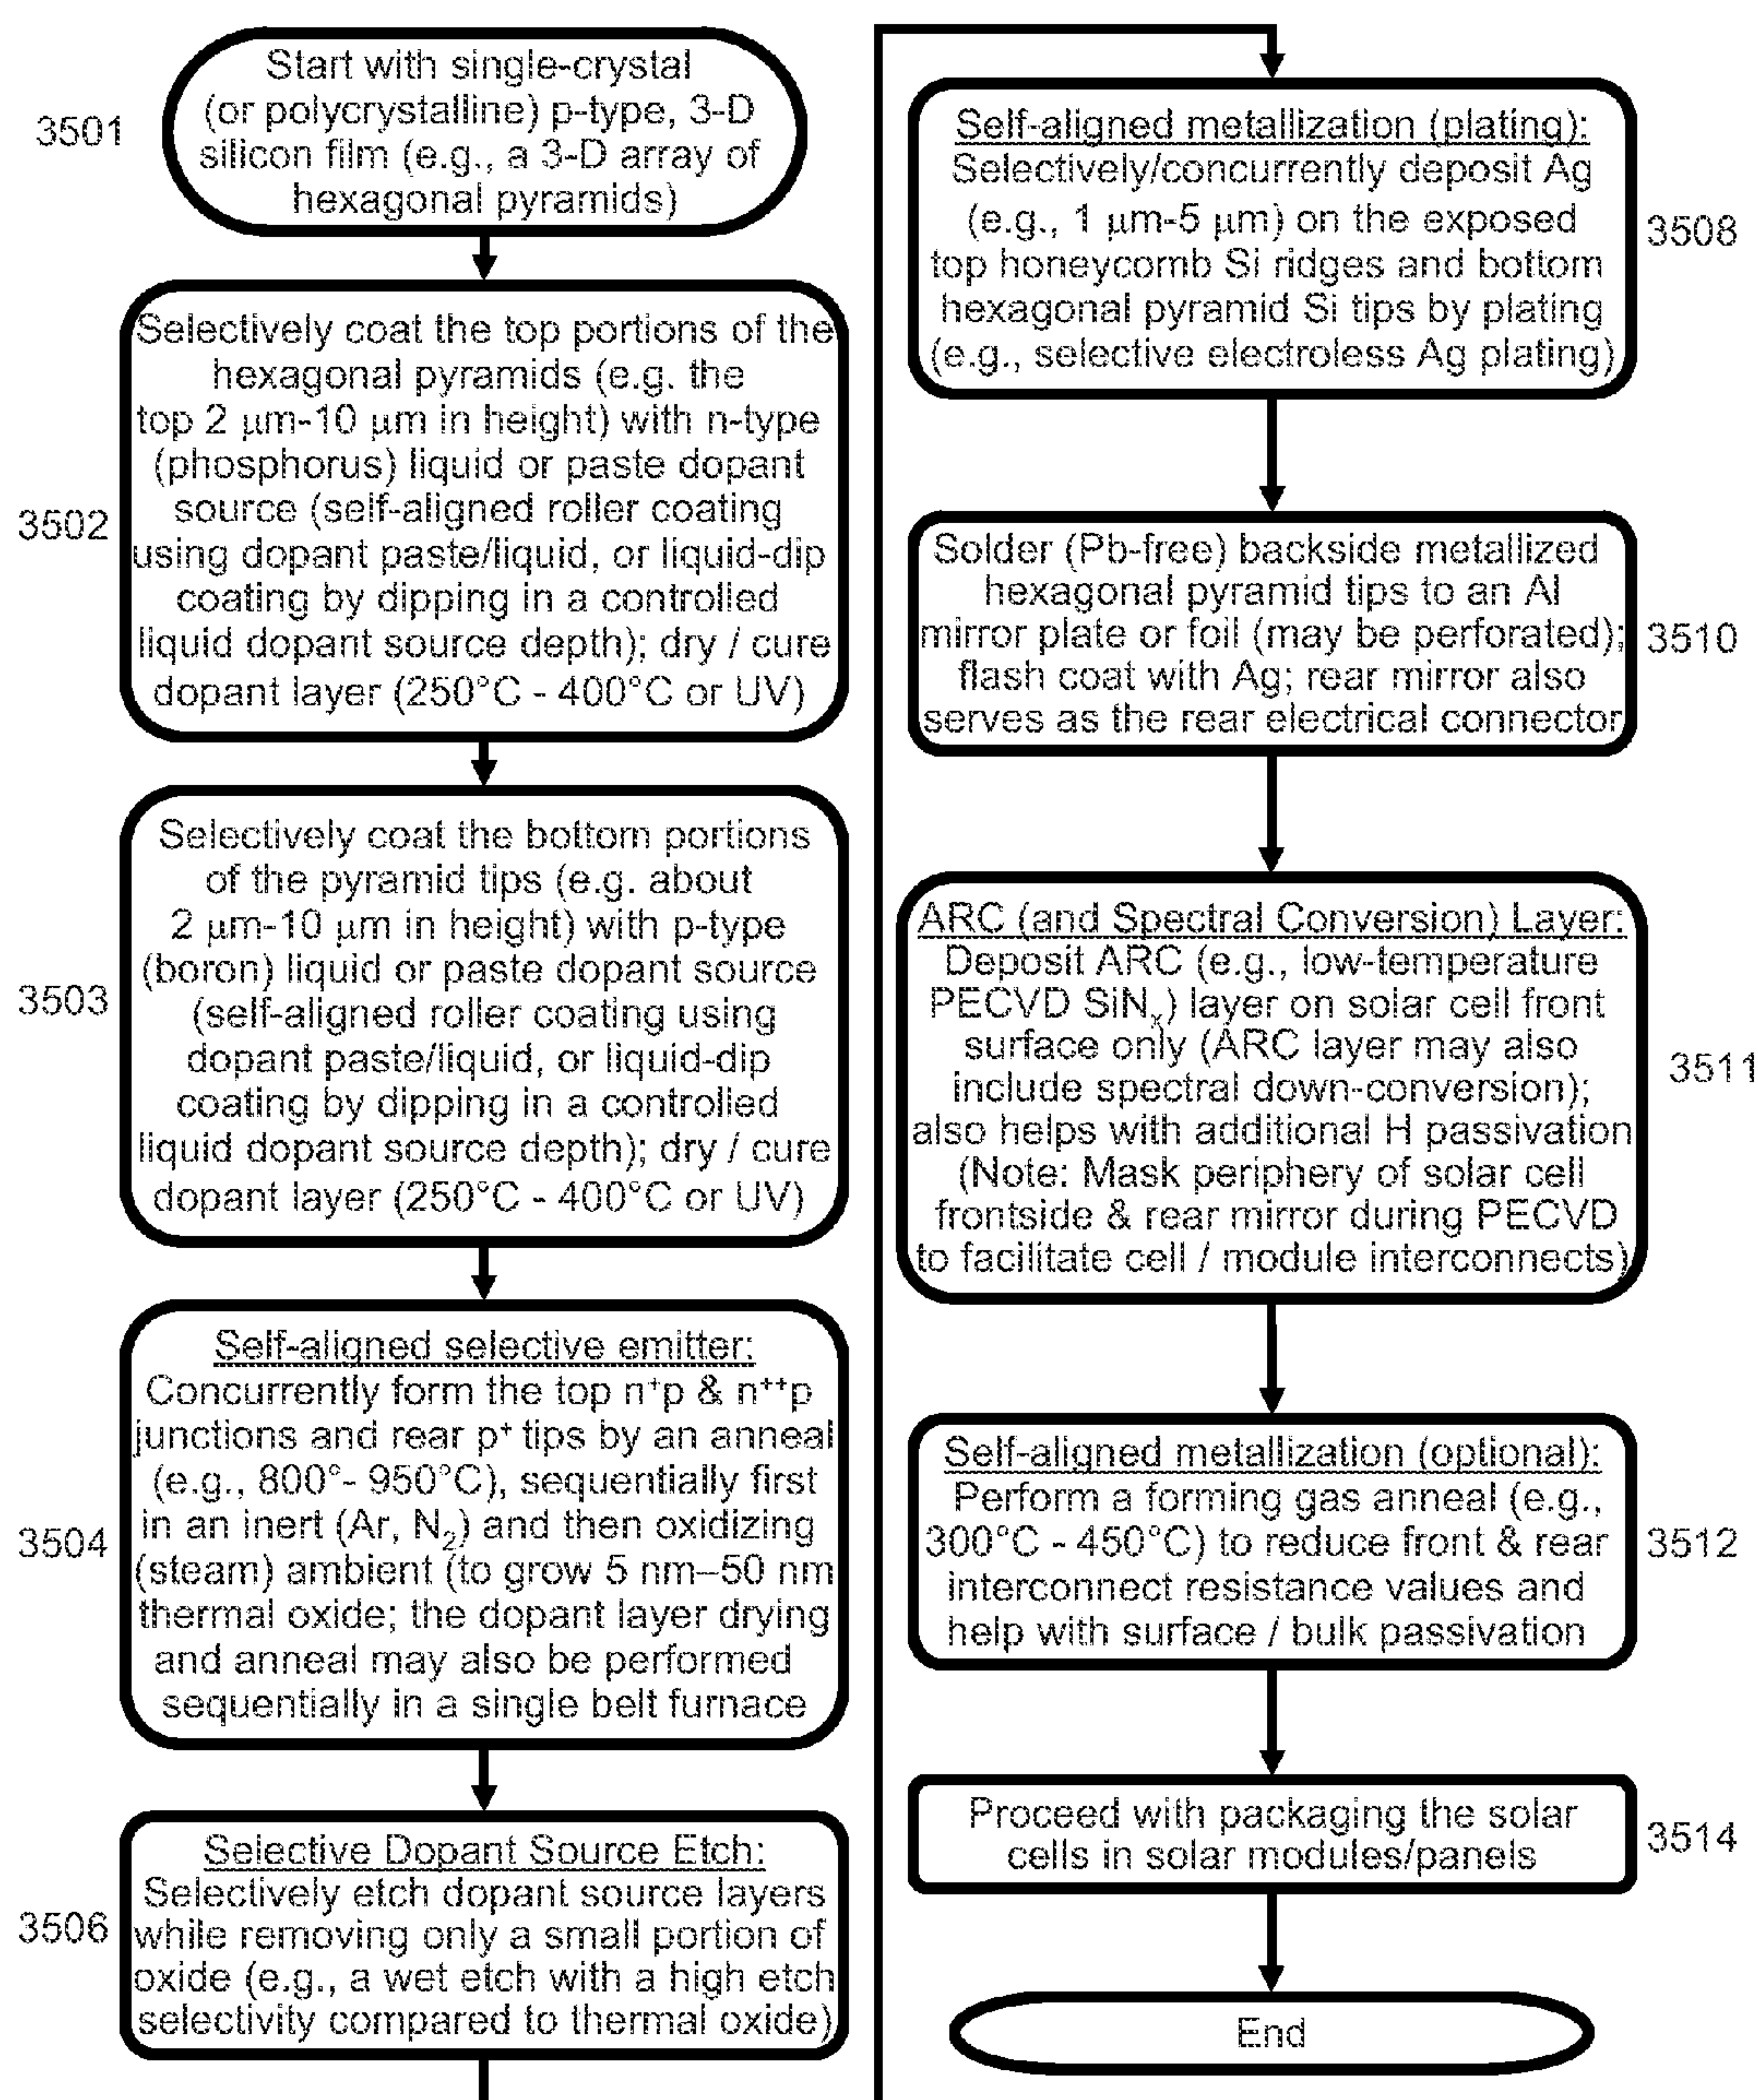 3501
Start with single-crystal
(or polycrystalline) p-type, 3-D
silicon film (e.g., a 3-D array of
hexagonal pyramids)
3502
Selectively coat the top portions of the
hexagonal pyramids (e.g. the
top 2 μm-10 μm in height) with n-type
(phosphorus) liquid or paste dopant
source (self-aligned roller coating
using dopant paste/liquid, or liquid-dip
coating by dipping in a controlled
liquid dopant source depth); dry / cure
dopant layer (250°C - 400°C or UV)
3503
Selectively coat the bottom portions
of the pyramid tips (e.g. about
2 μm-10 μm in height) with p-type
(boron) liquid or paste dopant source
(self-aligned roller coating using
dopant paste/liquid, or liquid-dip
coating by dipping in a controlled
liquid dopant source depth); dry / cure
dopant layer (250°C - 400°C or UV)
3504
Self-aligned selective emitter:
Concurrently form the top n⁺p & n⁺⁺p
junctions and rear p⁺ tips by an anneal
(e.g., 800°- 950°C), sequentially first
in an inert (Ar, N₂) and then oxidizing
(steam) ambient (to grow 5 nm–50 nm
thermal oxide; the dopant layer drying
and anneal may also be performed
sequentially in a single belt furnace
3506
Selective Dopant Source Etch:
Selectively etch dopant source layers
while removing only a small portion of
oxide (e.g., a wet etch with a high etch
selectivity compared to thermal oxide)
Self-aligned metallization (plating):
Selectively/concurrently deposit Ag
(e.g., 1 μm-5 μm) on the exposed
top honeycomb Si ridges and bottom
hexagonal pyramid Si tips by plating
(e.g., selective electroless Ag plating)
3508
Solder (Pb-free) backside metallized
hexagonal pyramid tips to an Al
mirror plate or foil (may be perforated);
flash coat with Ag; rear mirror also
serves as the rear electrical connector
3510
ARC (and Spectral Conversion) Layer:
Deposit ARC (e.g., low-temperature
PECVD SiNₓ) layer on solar cell front
surface only (ARC layer may also
include spectral down-conversion);
also helps with additional H passivation
(Note: Mask periphery of solar cell
frontside & rear mirror during PECVD
to facilitate cell / module interconnects)
3511
Self-aligned metallization (optional):
Perform a forming gas anneal (e.g.,
300°C - 450°C) to reduce front & rear
interconnect resistance values and
help with surface / bulk passivation
3512
Proceed with packaging the solar
cells in solar modules/panels
3514
End